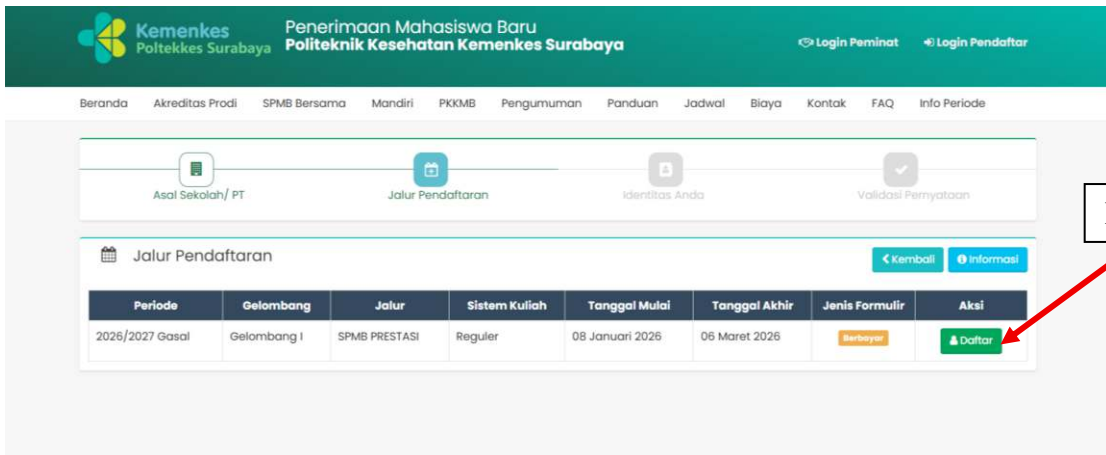 Kemenkes
Poltekkes Surabaya
Penerimaan Mahasiswa Baru
Politeknik Kesehatan Kemenkes Surabaya
Login Peminat Login Pendaftar
Beranda Akreditas Prodi SPMB Bersama Mandiri PKKMB Pengumuman Panduan Jadwal Biaya Kontak FAQ Info Periode
Asal Sekolah/ PT Jalur Pendaftaran Identitas Anda Validasi Pernyataan
Jalur Pendaftaran
Kembali Informasi
Periode Gelombang Jalur Sistem Kuliah Tanggal Mulai Tanggal Akhir Jenis Formulir Aksi
2026/2027 Gasal Gelombang I SPMB PRESTASI Reguler 08 Januari 2026 06 Maret 2026 Berbayar Daftar